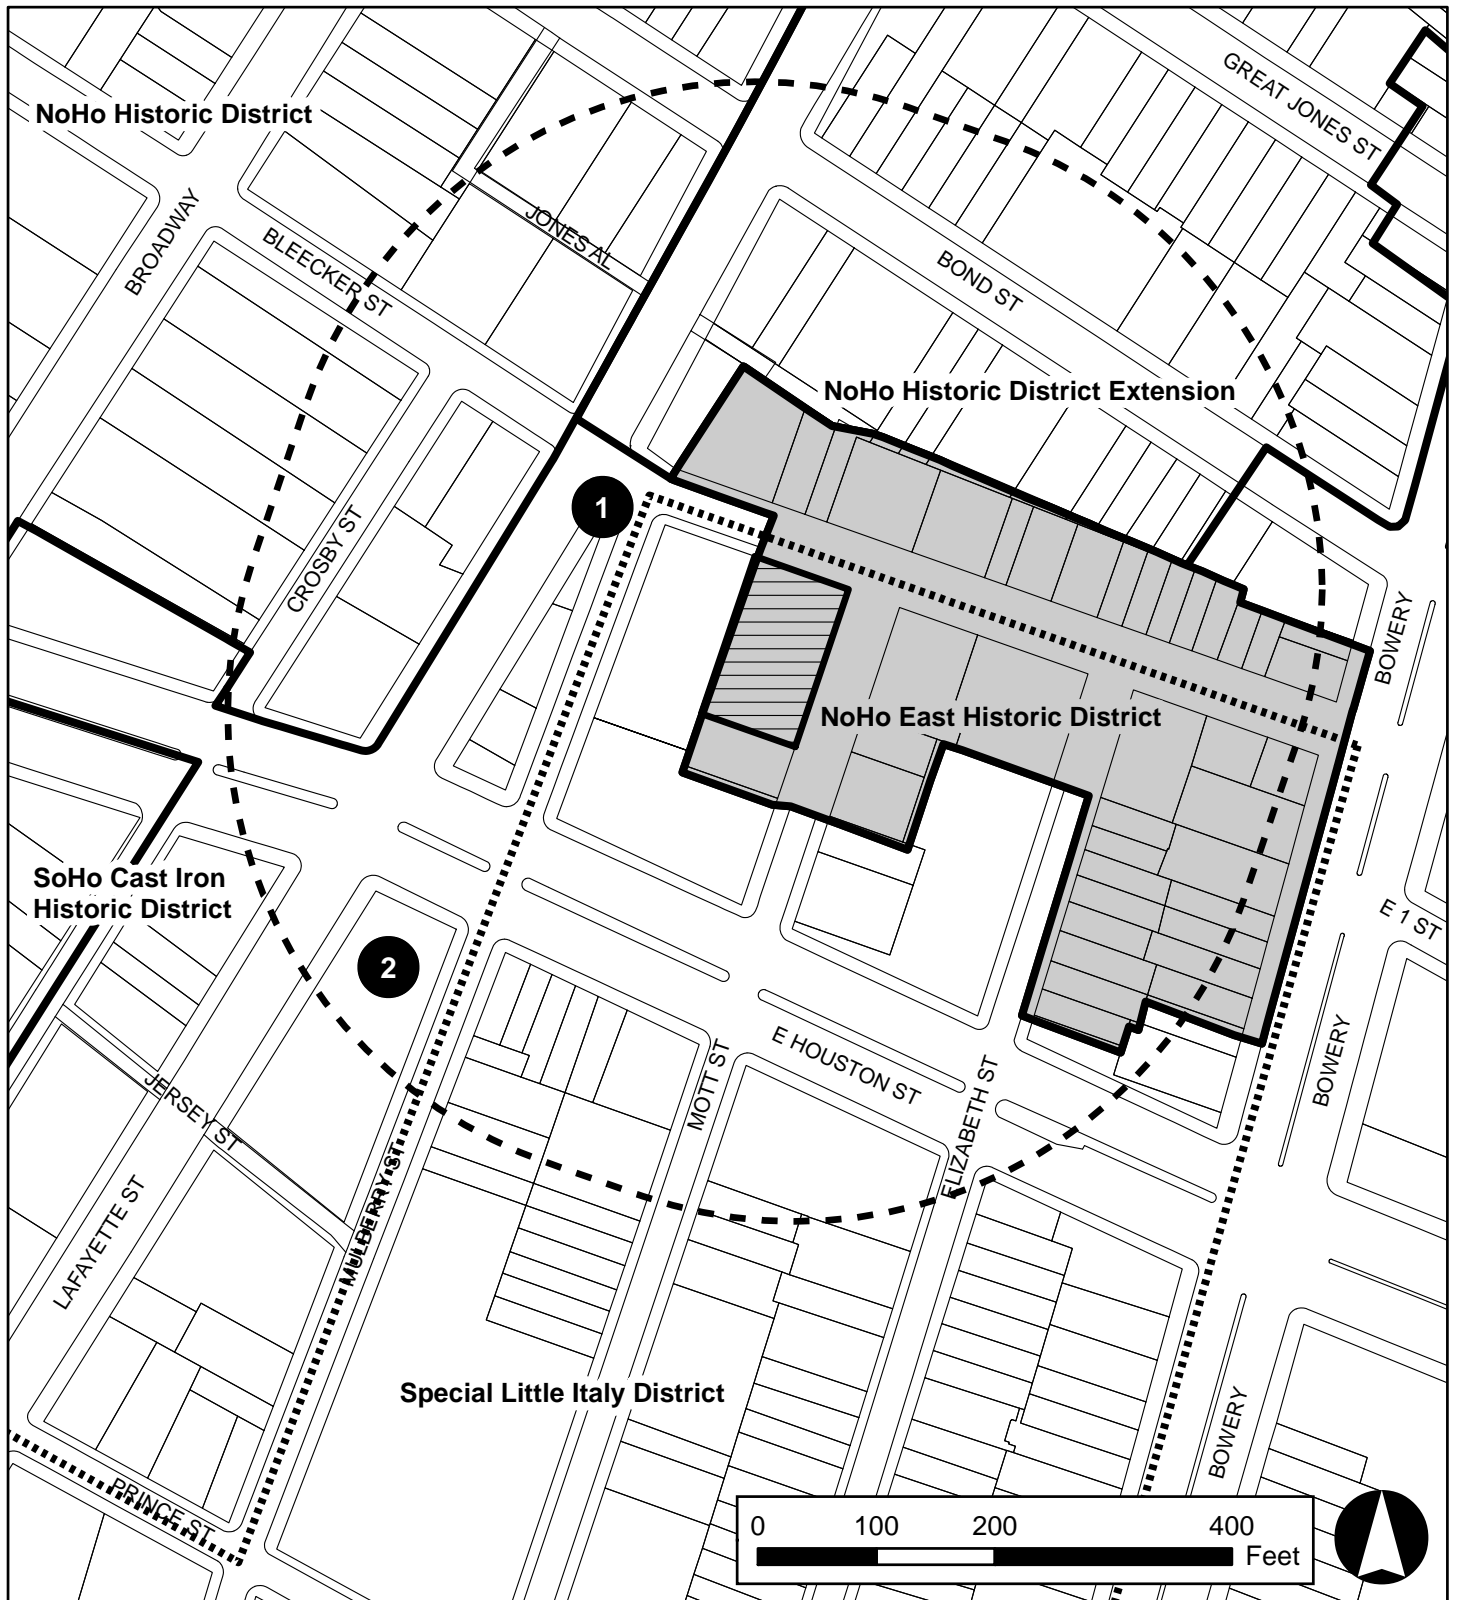 GREAT JONES ST
NoHo Historic District
JONES AL
BROADWAY
BLEECKER ST
BOND ST
NoHo Historic District Extension
1
CROSBY ST
BOWERY
NoHo East Historic District
SoHo Cast Iron
Historic District
E 1 ST
2
E HOUSTON ST
BOWERY
MOTT ST
ELIZABETH ST
JERSEY ST
MULBERRY ST
LAFAYETTE ST
Special Little Italy District
BOWERY
PRINCE ST
0 100 200 400
Feet